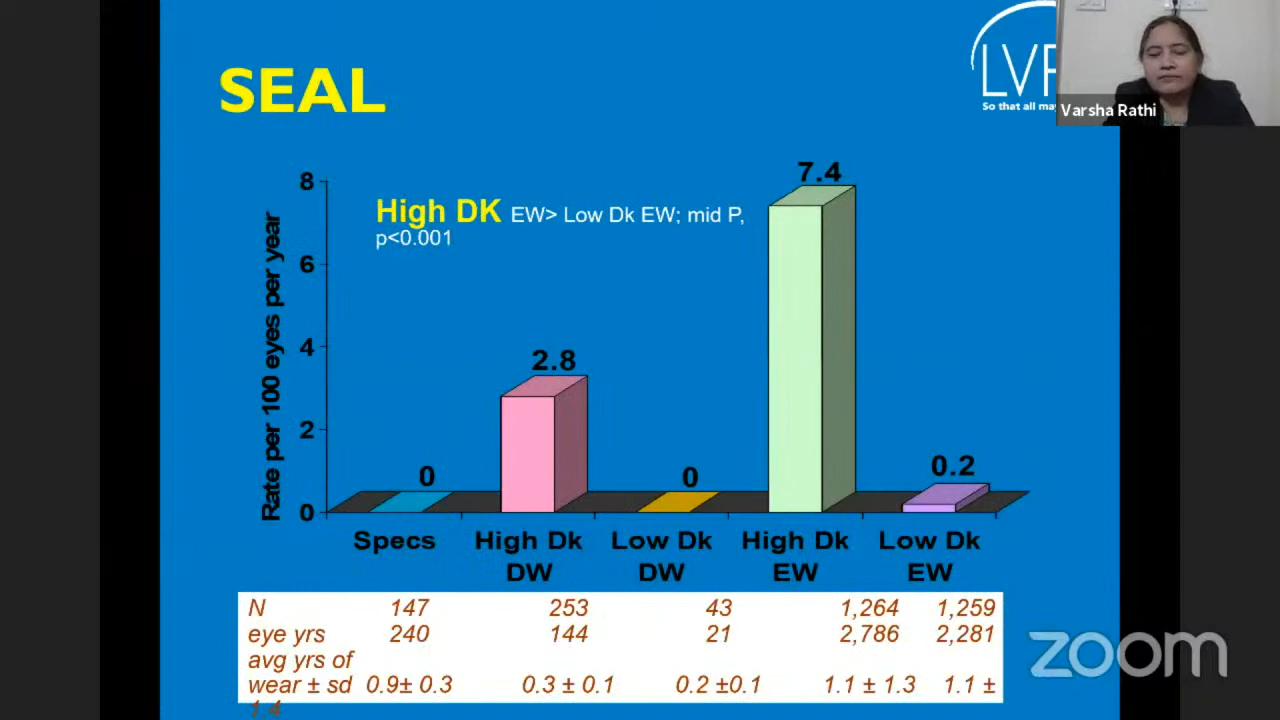 SEAL
LVP
So that all may
Varsha Rathi
High DK EW> Low Dk EW; mid P,
p<0.001
Rate per 100 eyes per year
8
6
4
2
0
0
2.8
0
7.4
0.2
Specs
High Dk
DW
Low Dk
DW
High Dk
EW
Low Dk
EW
N 147 253 43 1,264 1,259
eye yrs 240 144 21 2,786 2,281
avg yrs of
wear ± sd 0.9± 0.3 0.3 ± 0.1 0.2 ±0.1 1.1 ± 1.3 1.1 ±
1.4
zoom